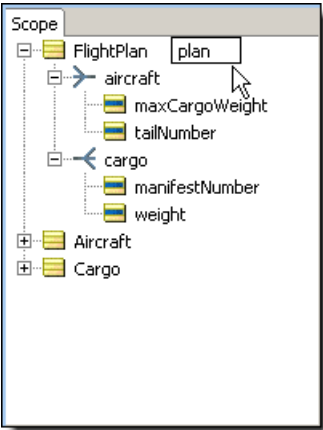 Scope
FlightPlan plan
aircraft
maxCargoWeight
tailNumber
cargo
manifestNumber
weight
Aircraft
Cargo